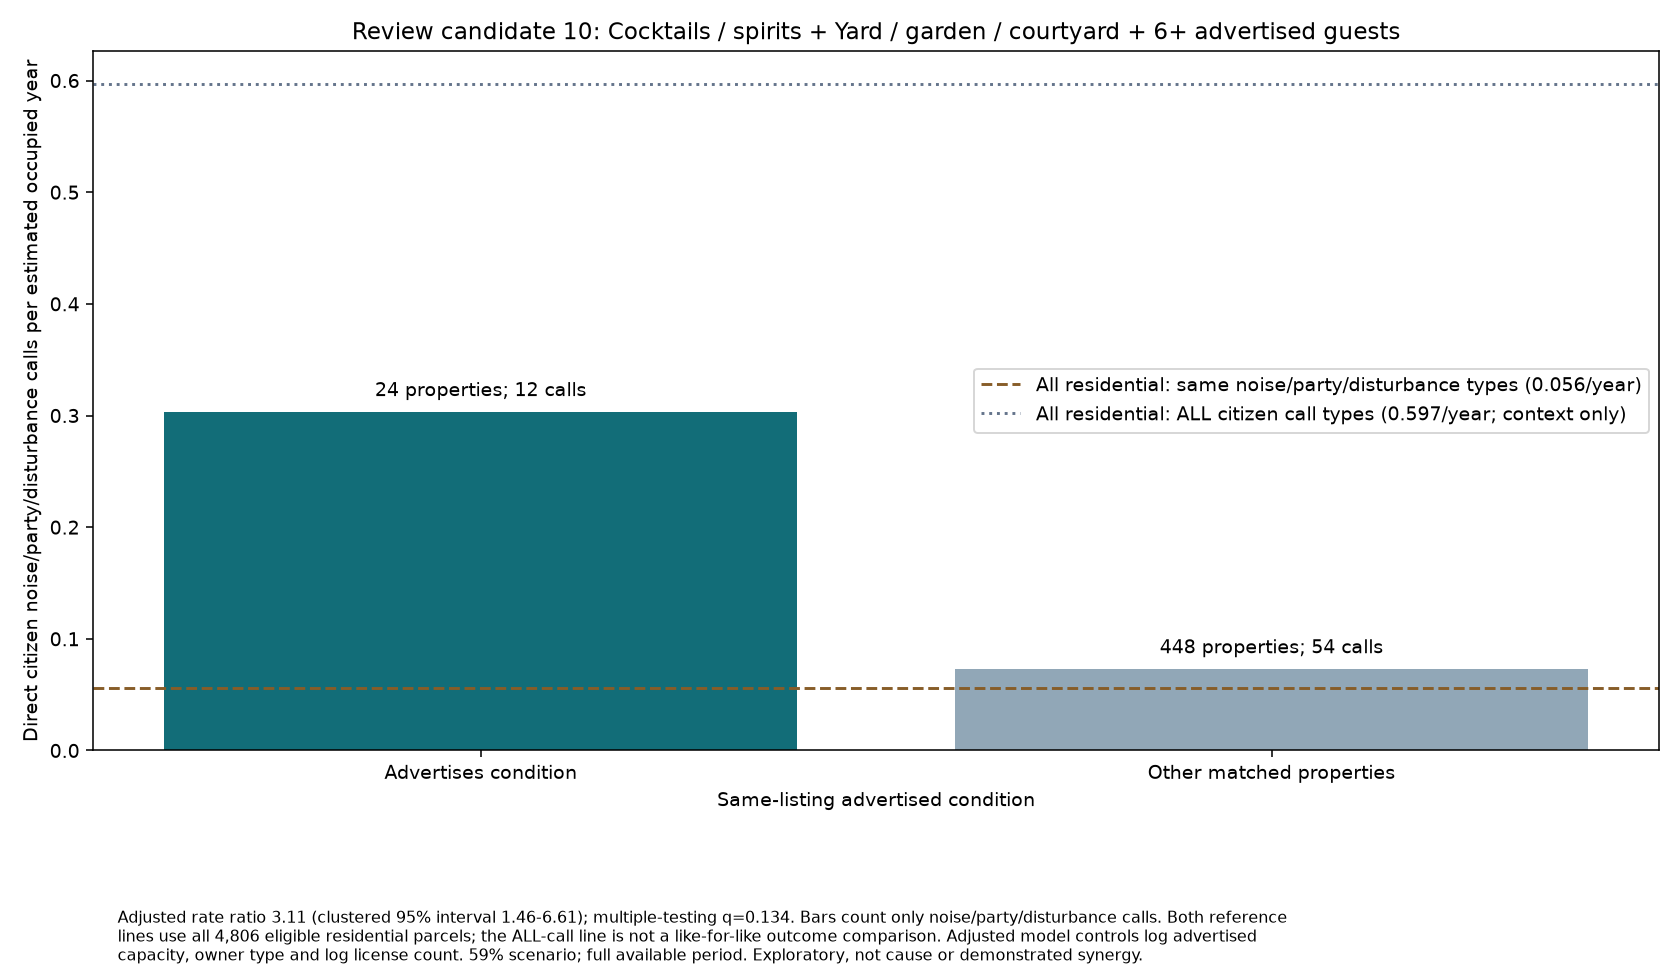 Review candidate 10: Cocktails / spirits + Yard / garden / courtyard + 6+ advertised guests
Direct citizen noise/party/disturbance calls per estimated occupied year
0.6
0.5
0.4
0.3
0.2
0.1
0.0
24 properties; 12 calls
448 properties; 54 calls
All residential: same noise/party/disturbance types (0.056/year)
All residential: ALL citizen call types (0.597/year; context only)
Advertises condition
Other matched properties
Same-listing advertised condition
Adjusted rate ratio 3.11 (clustered 95% interval 1.46-6.61); multiple-testing q=0.134. Bars count only noise/party/disturbance calls. Both reference
lines use all 4,806 eligible residential parcels; the ALL-call line is not a like-for-like outcome comparison. Adjusted model controls log advertised
capacity, owner type and log license count. 59% scenario; full available period. Exploratory, not cause or demonstrated synergy.